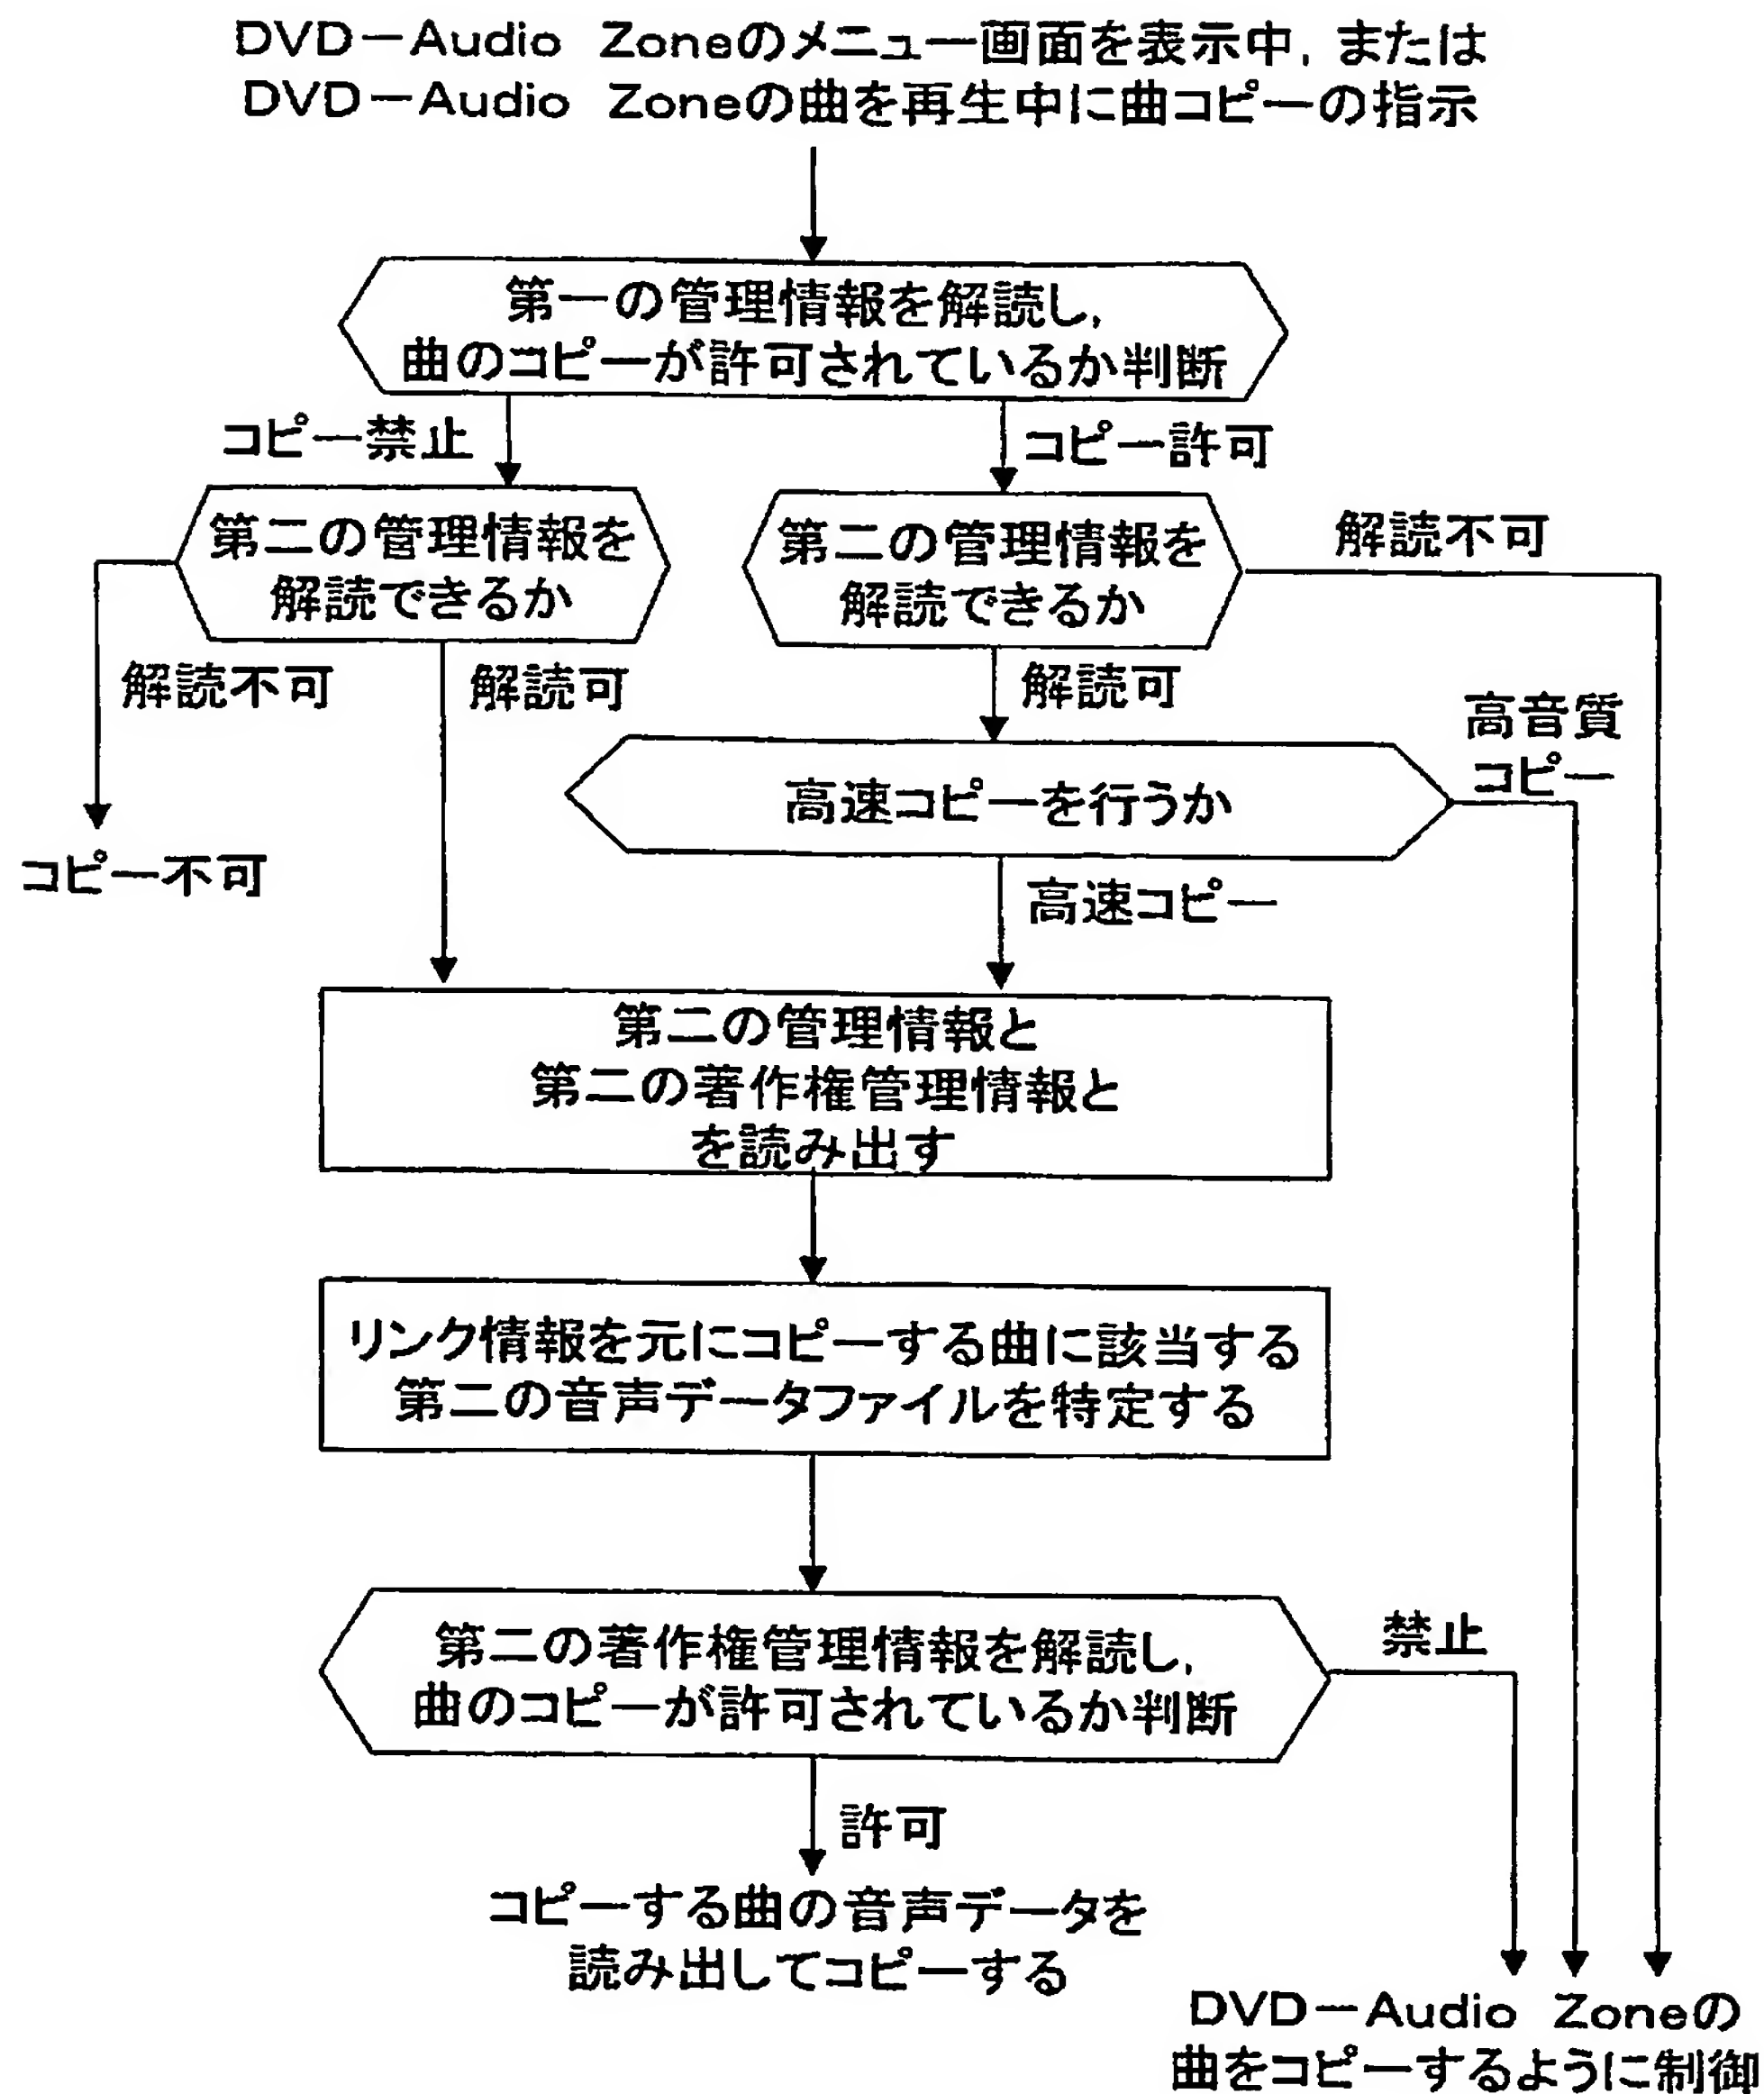 DVD－Audio Zoneのメニュー画面を表示中，または
DVD－Audio Zoneの曲を再生中に曲コピーの指示
第一の管理情報を解読し，
曲のコピーが許可されているか判断
コピー禁止
コピー許可
第二の管理情報を
解読できるか
第二の管理情報を
解読できるか
解読不可
解読不可
解読可
解読可
高音質
コピー
高速コピーを行うか
コピー不可
高速コピー
第二の管理情報と
第二の著作権管理情報と
を読み出す
リンク情報を元にコピーする曲に該当する
第二の音声データファイルを特定する
第二の著作権管理情報を解読し，
曲のコピーが許可されているか判断
禁止
許可
コピーする曲の音声データを
読み出してコピーする
DVD－Audio Zoneの
曲をコピーするように制御